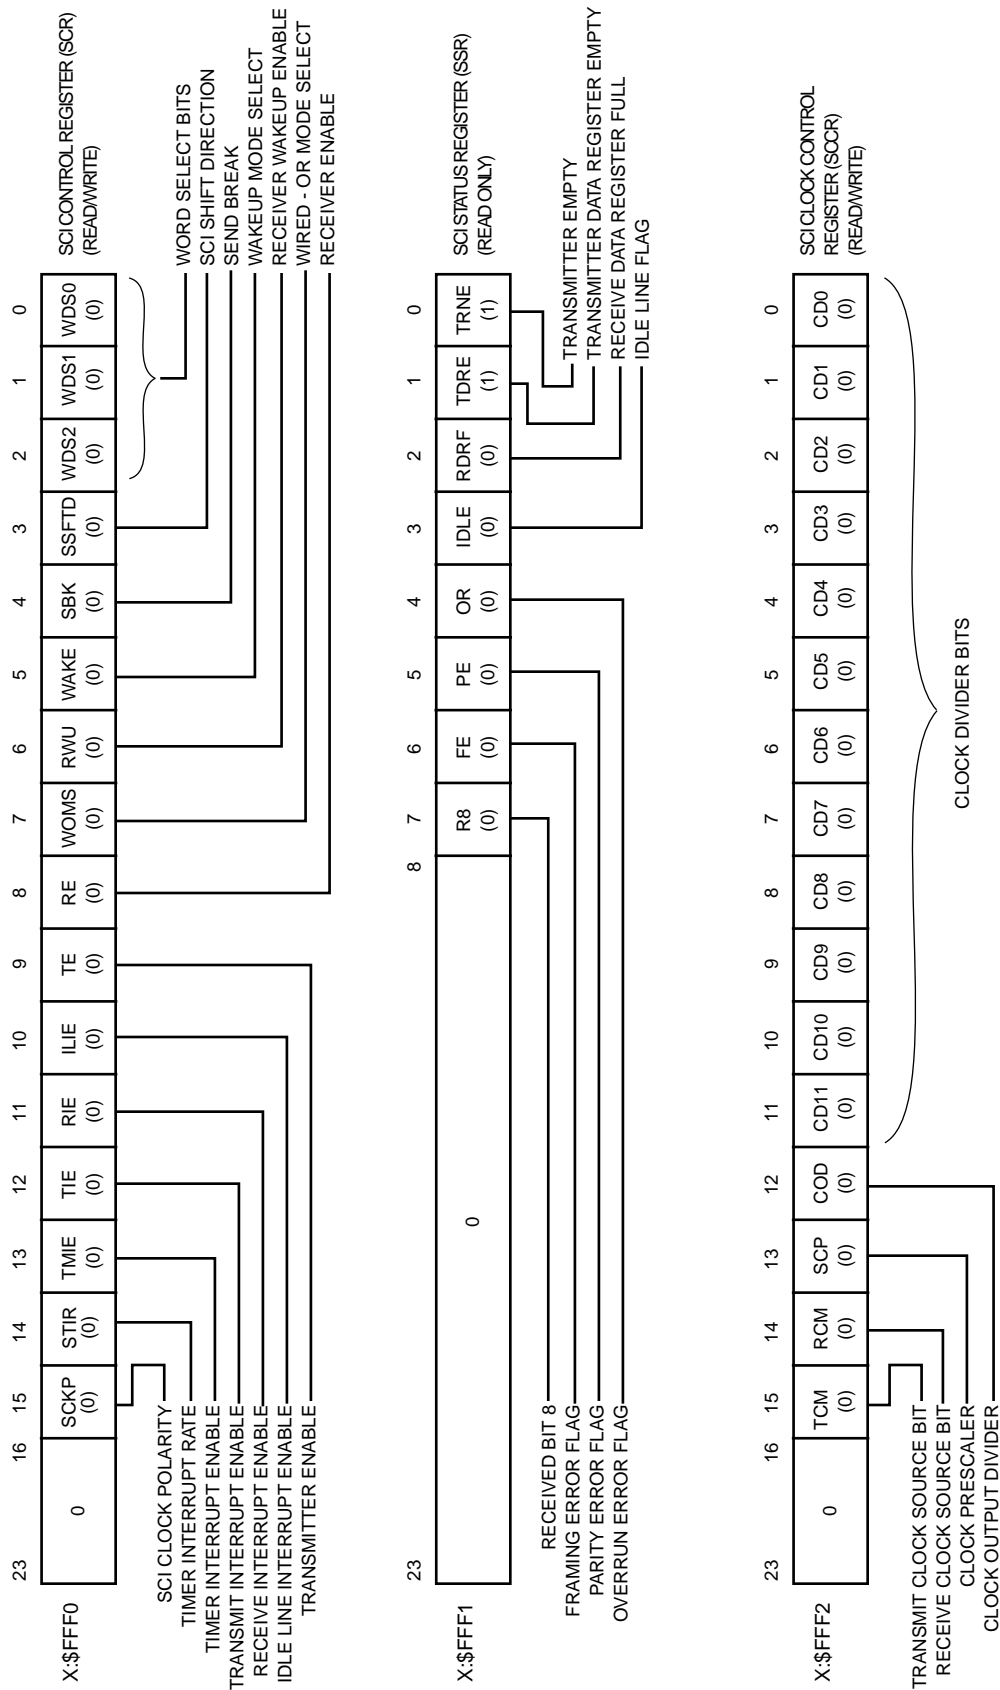 X:$FFF0
23 16 15 14 13 12 11 10 9 8 7 6 5 4 3 2 1 0
0 SCKP STIR TMIE TIE RIE ILIE TE RE WOMS RWU WAKE SBK SSFTD WDS2 WDS1 WDS0
(0) (0) (0) (0) (0) (0) (0) (0) (0) (0) (0) (0) (0) (0) (0) (0)
SCI CONTROL REGISTER (SCR)
(READ/WRITE)
SCI CLOCK POLARITY
TIMER INTERRUPT RATE
TIMER INTERRUPT ENABLE
TRANSMIT INTERRUPT ENABLE
RECEIVE INTERRUPT ENABLE
IDLE LINE INTERRUPT ENABLE
TRANSMITTER ENABLE
WORD SELECT BITS
SCI SHIFT DIRECTION
SEND BREAK
WAKEUP MODE SELECT
RECEIVER WAKEUP ENABLE
WIRED - OR MODE SELECT
RECEIVER ENABLE
X:$FFF1
23 8 7 6 5 4 3 2 1 0
0 R8 FE PE OR IDLE RDRF TDRE TRNE
(0) (0) (0) (0) (0) (0) (1) (1)
SCI STATUS REGISTER (SSR)
(READ ONLY)
RECEIVED BIT 8
FRAMING ERROR FLAG
PARITY ERROR FLAG
OVERRUN ERROR FLAG
TRANSMITTER EMPTY
TRANSMITTER DATA REGISTER EMPTY
RECEIVE DATA REGISTER FULL
IDLE LINE FLAG
X:$FFF2
23 16 15 14 13 12 11 10 9 8 7 6 5 4 3 2 1 0
0 TCM RCM SCP COD CD11 CD10 CD9 CD8 CD7 CD6 CD5 CD4 CD3 CD2 CD1 CD0
(0) (0) (0) (0) (0) (0) (0) (0) (0) (0) (0) (0) (0) (0) (0) (0)
SCI CLOCK CONTROL
REGISTER (SCCR)
(READ/WRITE)
TRANSMIT CLOCK SOURCE BIT
RECEIVE CLOCK SOURCE BIT
CLOCK PRESCALER
CLOCK OUTPUT DIVIDER
CLOCK DIVIDER BITS